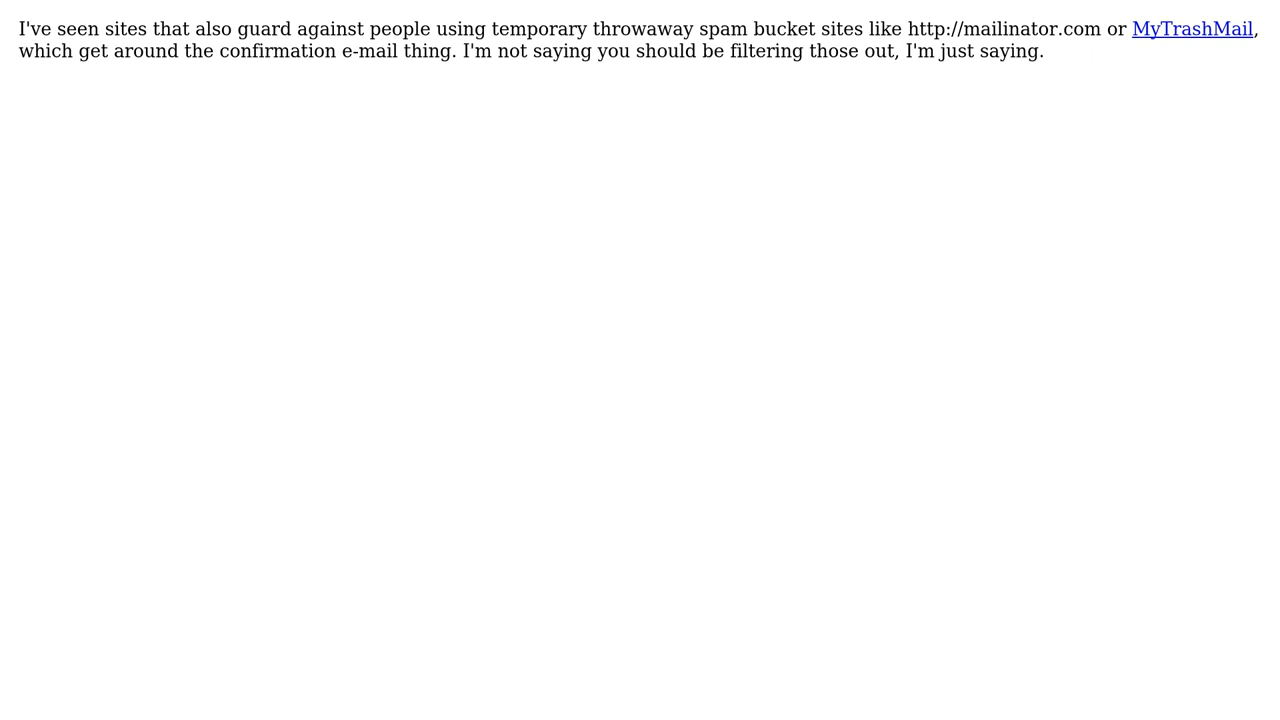 I've seen sites that also guard against people using temporary throwaway spam bucket sites like http://mailinator.com or MyTrashMail,
which get around the confirmation e-mail thing. I'm not saying you should be filtering those out, I'm just saying.